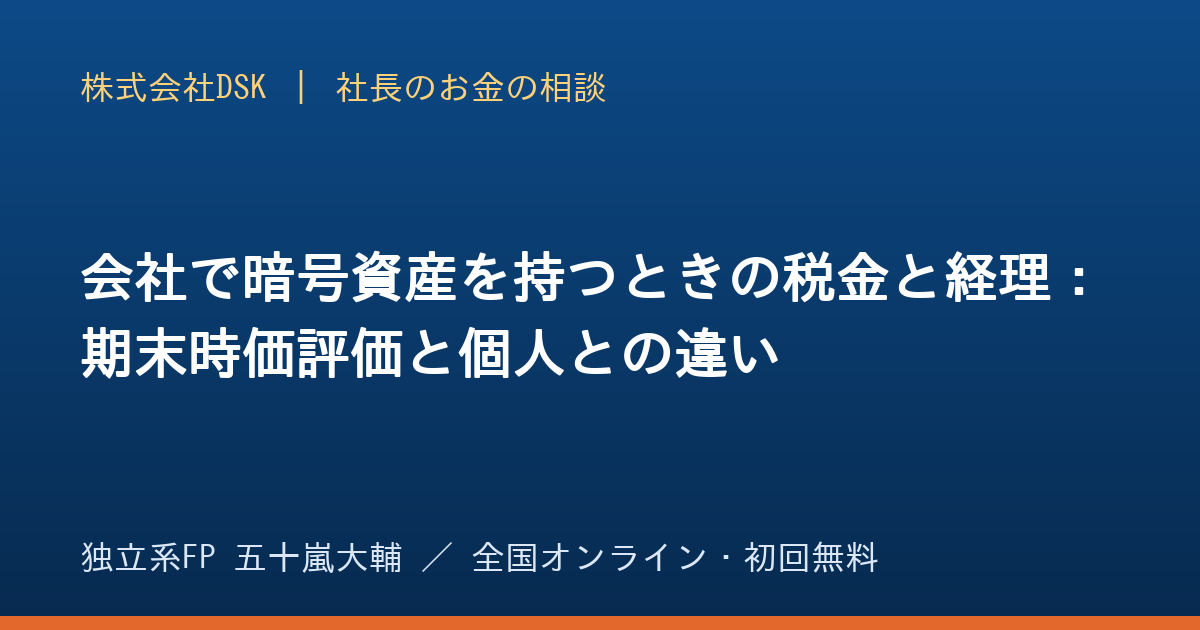 株式会社DSK ｜ 社長のお金の相談
会社で暗号資産を持つときの税金と経理：
期末時価評価と個人との違い
独立系FP 五十嵐大輔 ／ 全国オンライン・初回無料